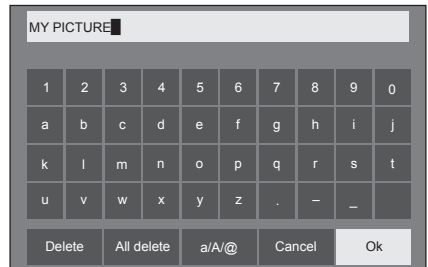 MY PICTURE
1 2 3 4 5 6 7 8 9 0
a b c d e f g h i j
k l m n o p q r s t
u v w x y z . – _
Delete All delete a/A/@ Cancel Ok